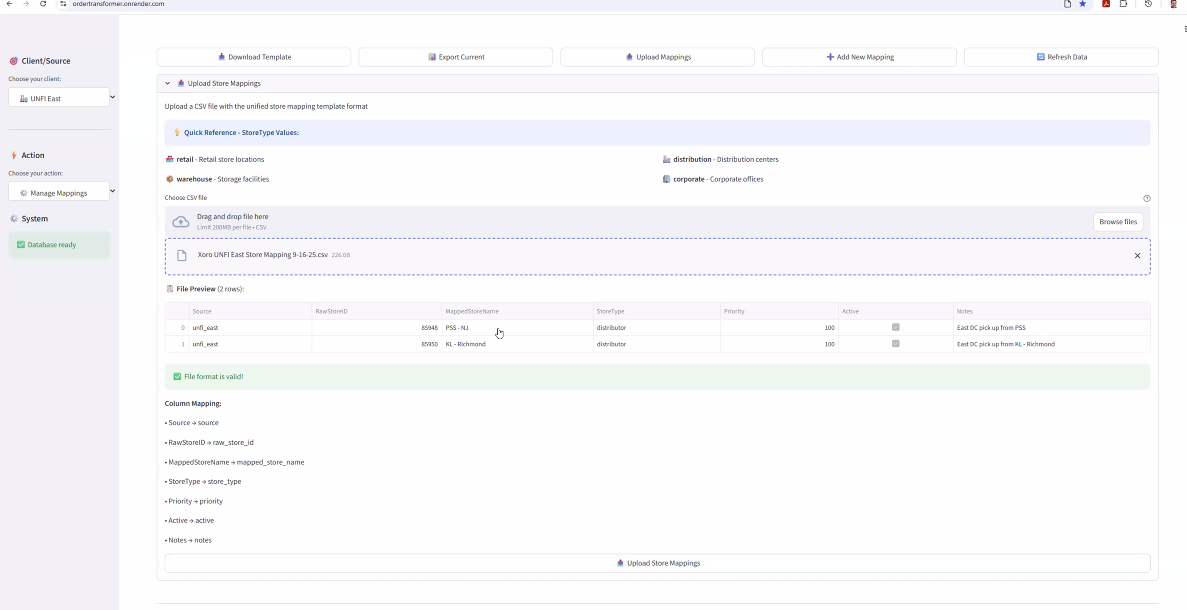 ordertransformer.onrender.com
Client/Source
Choose your client:
UNFI East
Action
Choose your action:
Manage Mappings
System
Database ready
Download Template
Export Current
Upload Mappings
Add New Mapping
Refresh Data
Upload Store Mappings
Upload a CSV file with the unified store mapping template format
Quick Reference - StoreType Values:
retail - Retail store locations
distribution - Distribution centers
warehouse - Storage facilities
corporate - Corporate offices
Choose CSV file
Drag and drop file here
Limit 200MB per file • CSV
Browse files
Xoro UNFI East Store Mapping 9-16-25.csv 226.0B
File Preview (2 rows):
Source RawStoreID MappedStoreName StoreType Priority Active Notes
0 unfi_east 85948 PSS - NJ distributor 100 East DC pick up from PSS
1 unfi_east 85950 KL - Richmond distributor 100 East DC pick up from KL - Richmond
File format is valid!
Column Mapping:
• Source → source
• RawStoreID → raw_store_id
• MappedStoreName → mapped_store_name
• StoreType → store_type
• Priority → priority
• Active → active
• Notes → notes
Upload Store Mappings